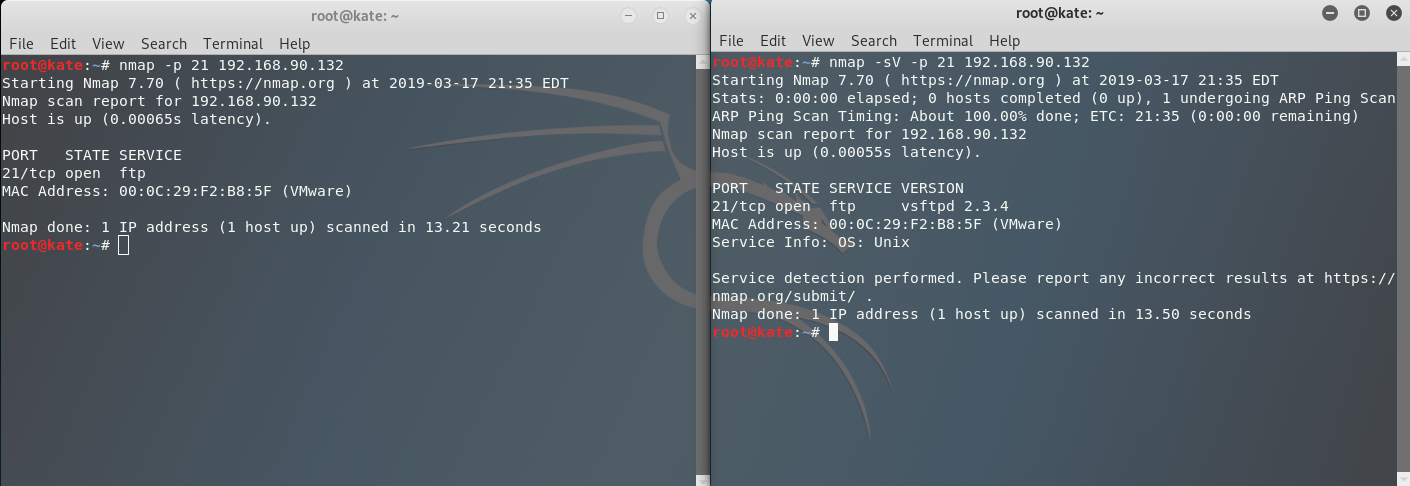 root@kate: ~
File Edit View Search Terminal Help
root@kate:~# nmap -p 21 192.168.90.132
Starting Nmap 7.70 ( https://nmap.org ) at 2019-03-17 21:35 EDT
Nmap scan report for 192.168.90.132
Host is up (0.00065s latency).
PORT   STATE SERVICE
21/tcp open  ftp
MAC Address: 00:0C:29:F2:B8:5F (VMware)
Nmap done: 1 IP address (1 host up) scanned in 13.21 seconds
root@kate:~#
root@kate: ~
File Edit View Search Terminal Help
root@kate:~# nmap -sV -p 21 192.168.90.132
Starting Nmap 7.70 ( https://nmap.org ) at 2019-03-17 21:35 EDT
Stats: 0:00:00 elapsed; 0 hosts completed (0 up), 1 undergoing ARP Ping Scan
ARP Ping Scan Timing: About 100.00% done; ETC: 21:35 (0:00:00 remaining)
Nmap scan report for 192.168.90.132
Host is up (0.00055s latency).
PORT   STATE SERVICE VERSION
21/tcp open  ftp     vsftpd 2.3.4
MAC Address: 00:0C:29:F2:B8:5F (VMware)
Service Info: OS: Unix
Service detection performed. Please report any incorrect results at https://
nmap.org/submit/ .
Nmap done: 1 IP address (1 host up) scanned in 13.50 seconds
root@kate:~#